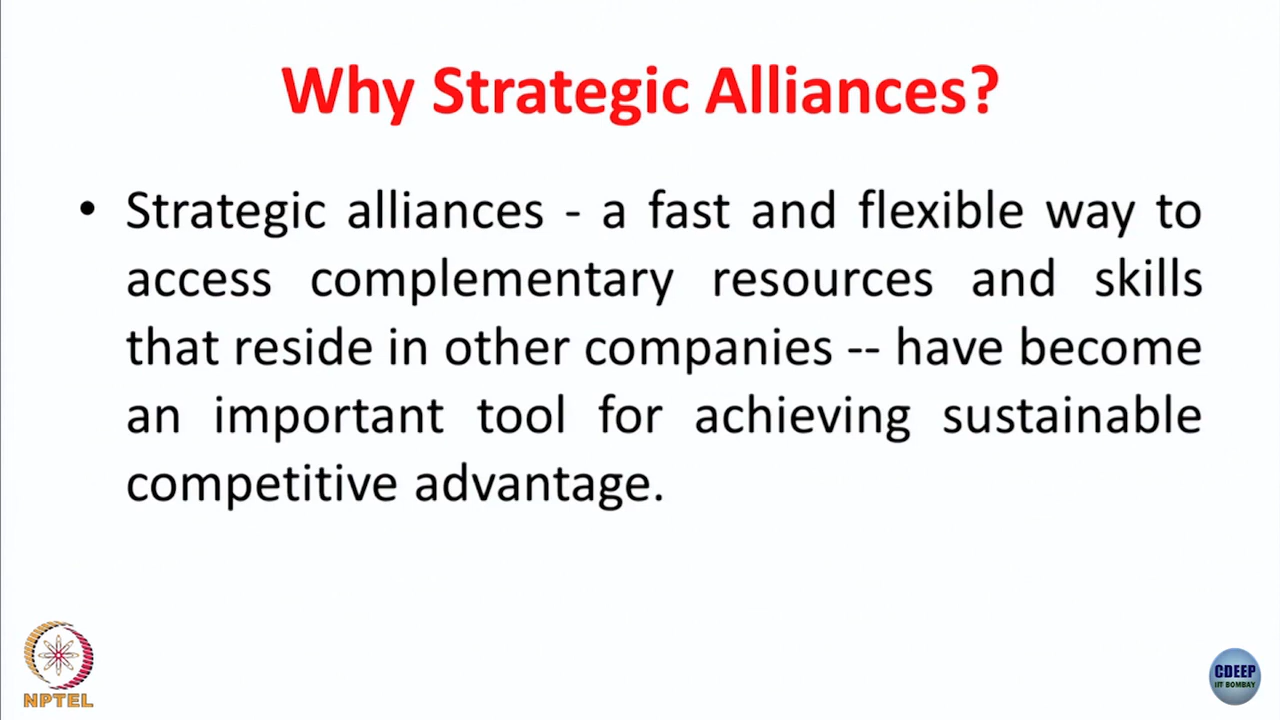 Why Strategic Alliances?
• Strategic alliances - a fast and flexible way to
access complementary resources and skills
that reside in other companies -- have become
an important tool for achieving sustainable
competitive advantage.
NPTEL
CDEEP
IIT BOMBAY